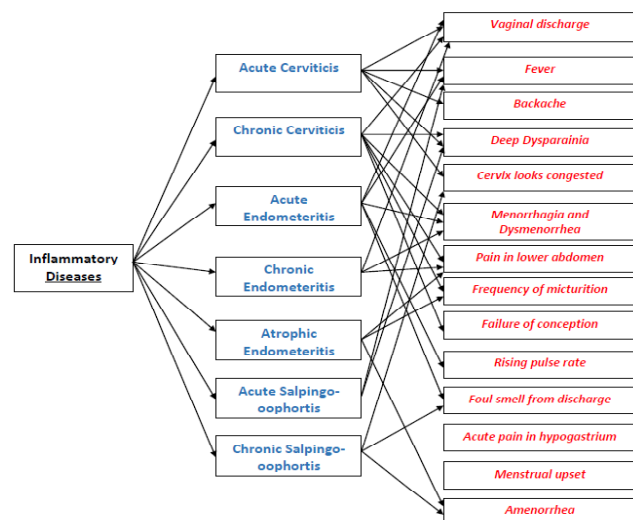 Inflammatory
Diseases
Acute Cerviticis
Chronic Cerviticis
Acute
Endometeritis
Chronic
Endometeritis
Atrophic
Endometeritis
Acute Salpingo-
oophortis
Chronic Salpingo-
oophortis
Vaginal discharge
Fever
Backache
Deep Dysparainia
Cervix looks congested
Menorrhagia and
Dysmenorrhea
Pain in lower abdomen
Frequency of micturition
Failure of conception
Rising pulse rate
Foul smell from discharge
Acute pain in hypogastrium
Menstrual upset
Amenorrhea